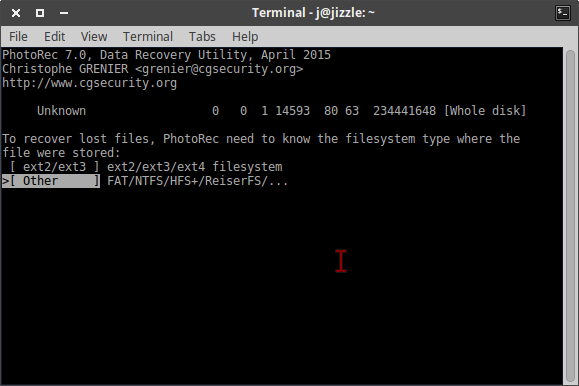 Terminal - j@jizzle: ~
File Edit View Terminal Tabs Help
PhotoRec 7.0, Data Recovery Utility, April 2015
Christophe GRENIER <grenier@cgsecurity.org>
http://www.cgsecurity.org
Unknown 0 0 1 14593 80 63 234441648 [Whole disk]
To recover lost files, PhotoRec need to know the filesystem type where the
file were stored:
[ ext2/ext3 ] ext2/ext3/ext4 filesystem
>[ Other ] FAT/NTFS/HFS+/ReiserFS/...